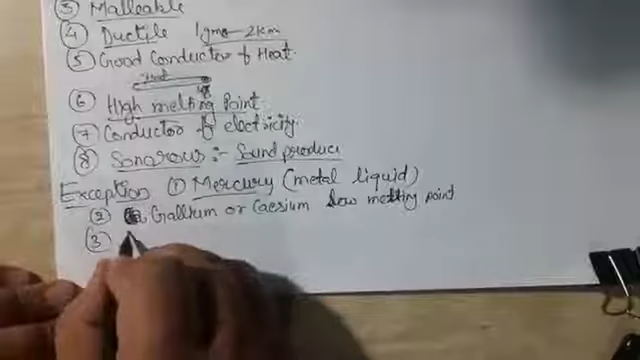 ③ Malleable
④ Ductile 1gm — 2km
⑤ Good Conductor of Heat.
⑥ High melting Point
⑦ Conductor of electricity
⑧ Sonorous :- Sound produce
Exception ① Mercury (metal liquid)
② Gallium or Caesium low melting point
③